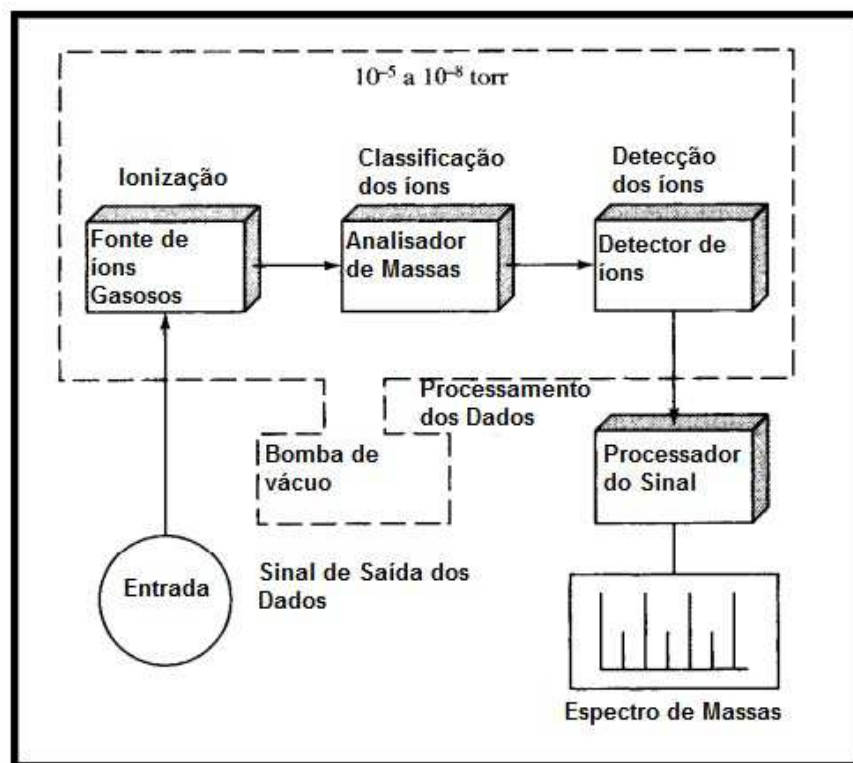 10⁻⁵ a 10⁻⁸ torr
Ionização
Classificação
dos íons
Detecção
dos íons
Fonte de
íons
Gasosos
Analisador
de Massas
Detector de
íons
Processamento
dos Dados
Bomba de
vácuo
Processador
do Sinal
Entrada
Sinal de Saída dos
Dados
Espectro de Massas